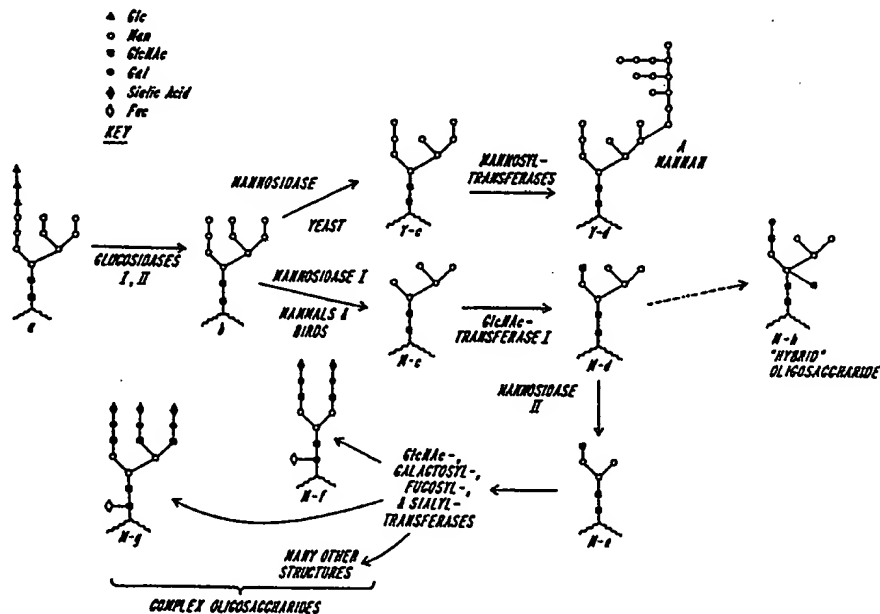 Glc
Man
GlcNAc
Gal
Sialic Acid
Fuc
KEY
GLUCOSIDASES
I, II
a
MANNOSIDASE
YEAST
b
MANNOSIDASE I
MAMMALS &
BIRDS
Y-c
MANNOSYL-
TRANSFERASES
A
MANNAN
Y-d
M-c
GlcNAc-
TRANSFERASE I
M-d
M-h
"HYBRID"
OLIGOSACCHARIDE
MANNOSIDASE
II
M-e
GlcNAc-,
GALACTOSYL-,
FUCOSYL-,
& SIALYL-
TRANSFERASES
M-f
M-g
MANY OTHER
STRUCTURES
COMPLEX OLIGOSACCHARIDES